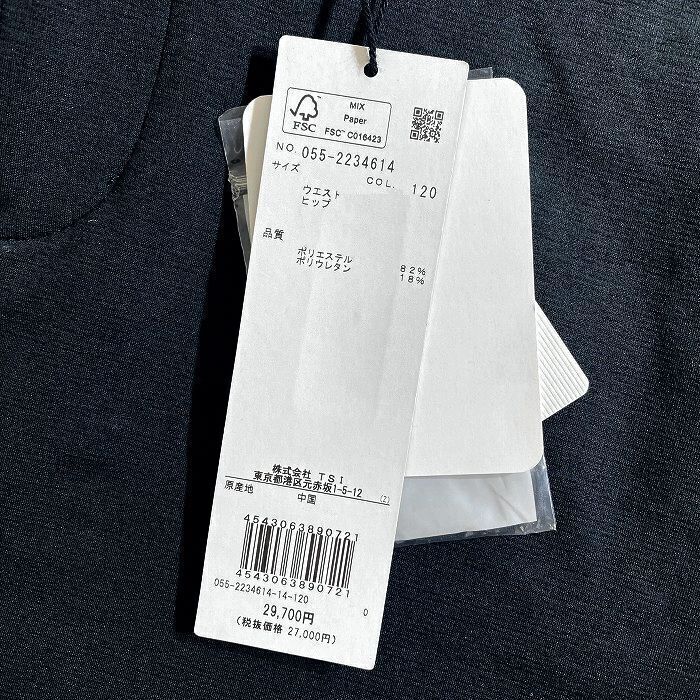 MIX
Paper
FSC™ C016423
FSC
NO. 055-2234614
サイズ
COL. 120
ウエスト
ヒップ
品質
ポリエステル 82%
ポリウレタン 18%
株式会社 TSI
東京都港区元赤坂1-5-12 (2)
原産地 中国
4543063890721
4543063890721
055-2234614-14-120 0
29,700円
(税抜価格 27,000円)